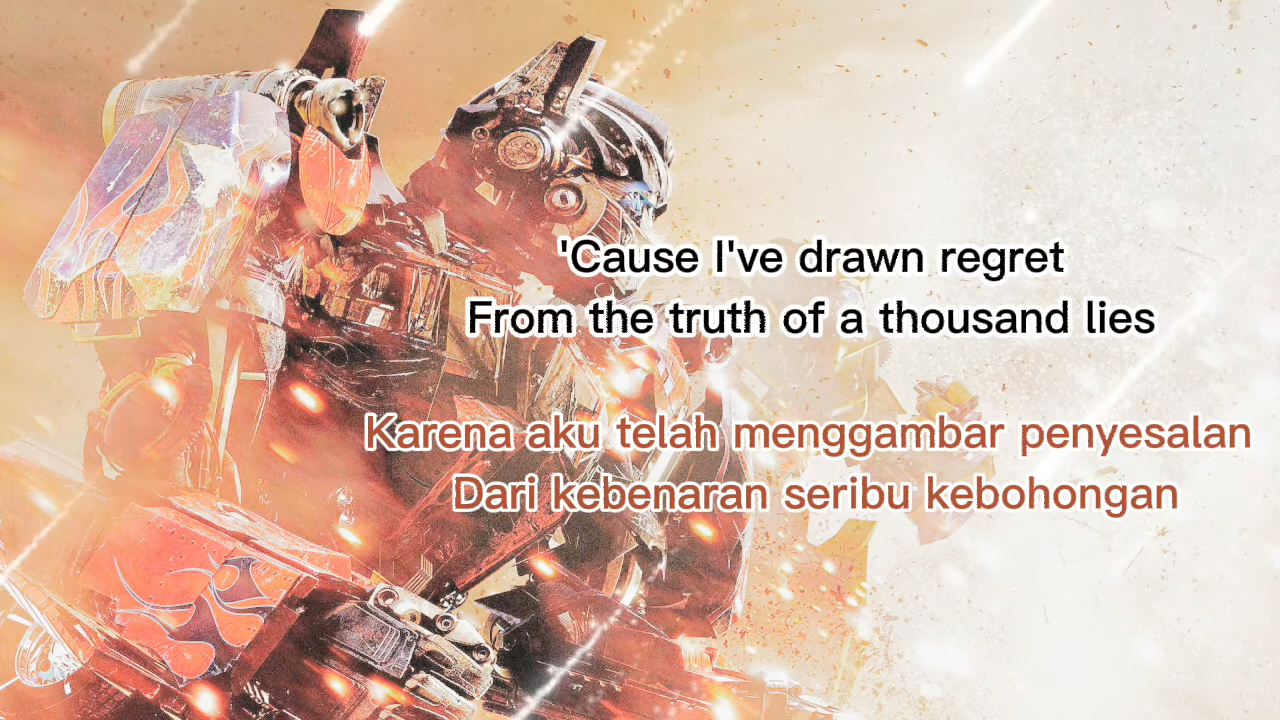 'Cause I've drawn regret
From the truth of a thousand lies
Karena aku telah menggambar penyesalan
Dari kebenaran seribu kebohongan